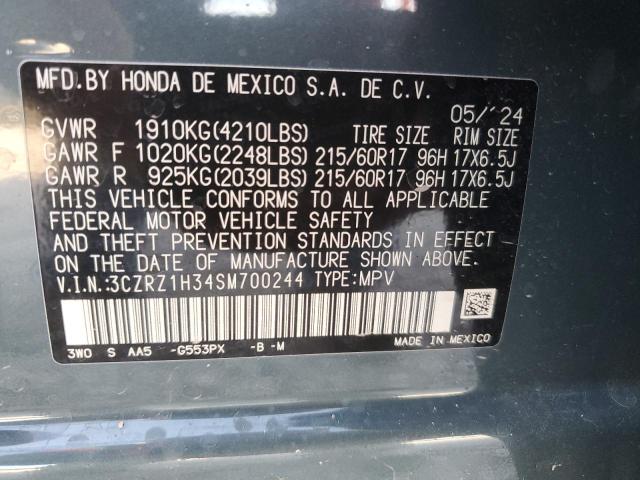 MFD. BY HONDA DE MEXICO S.A. DE C.V.
05/'24
GVWR 1910KG(4210LBS) TIRE SIZE RIM SIZE
GAWR F 1020KG(2248LBS) 215/60R17 96H 17X6.5J
GAWR R 925KG(2039LBS) 215/60R17 96H 17X6.5J
THIS VEHICLE CONFORMS TO ALL APPLICABLE
FEDERAL MOTOR VEHICLE SAFETY
AND THEFT PREVENTION STANDARDS IN EFFECT
ON THE DATE OF MANUFACTURE SHOWN ABOVE.
V.I.N.:3CZRZ1H34SM700244 TYPE:MPV
3W0 S AA5 -G553PX -B -M
MADE IN MEXICO